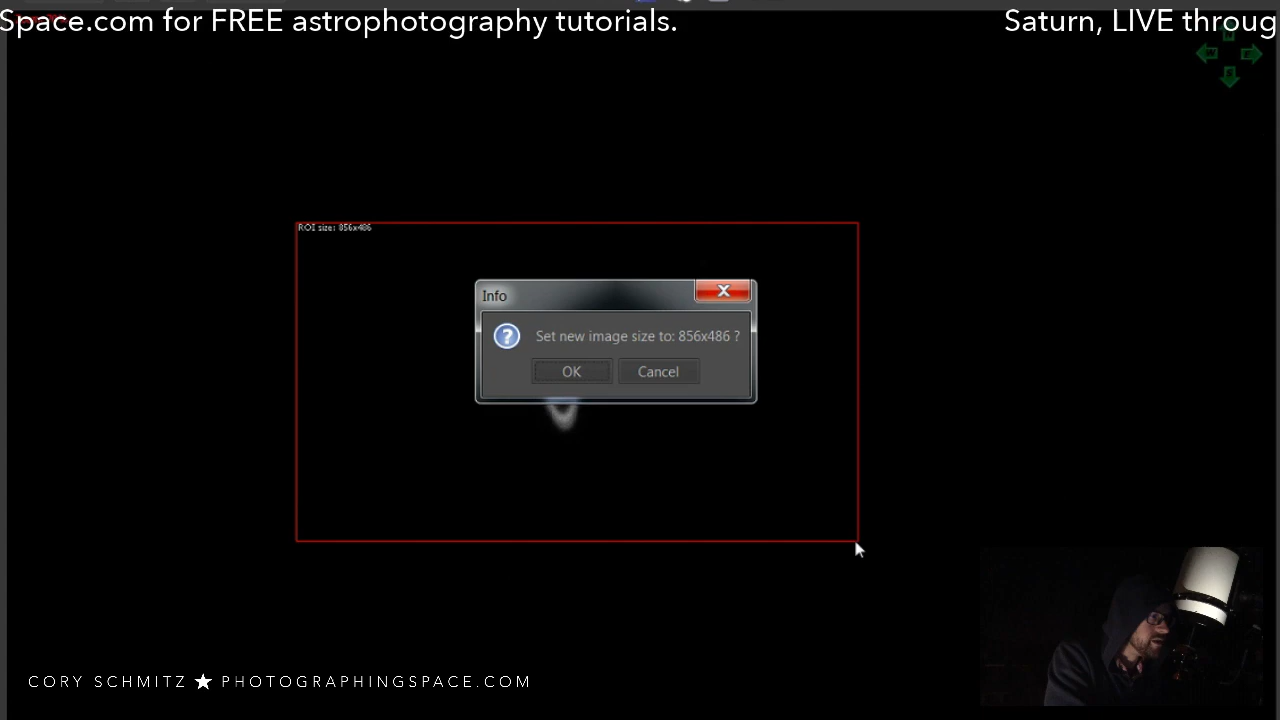 Space.com for FREE astrophotography tutorials.
Saturn, LIVE throug
ROI size: 856x486
Info
Set new image size to: 856x486 ?
OK
Cancel
CORY SCHMITZ ★ PHOTOGRAPHINGSPACE.COM